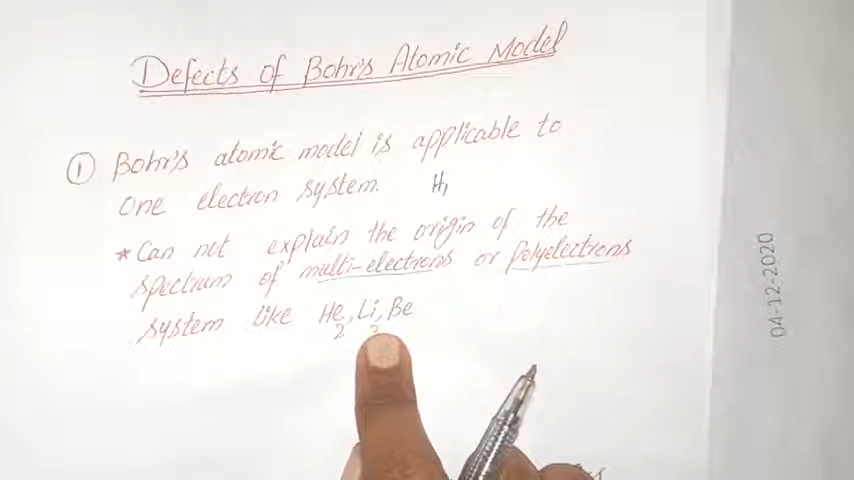 Defects of Bohr's Atomic Model
① Bohr's atomic model is applicable to
one electron system. H,
* Can not explain the origin of the
spectrum of multi-electrons or polyelectrons
system like He, Li, Be
2
04-12-2020